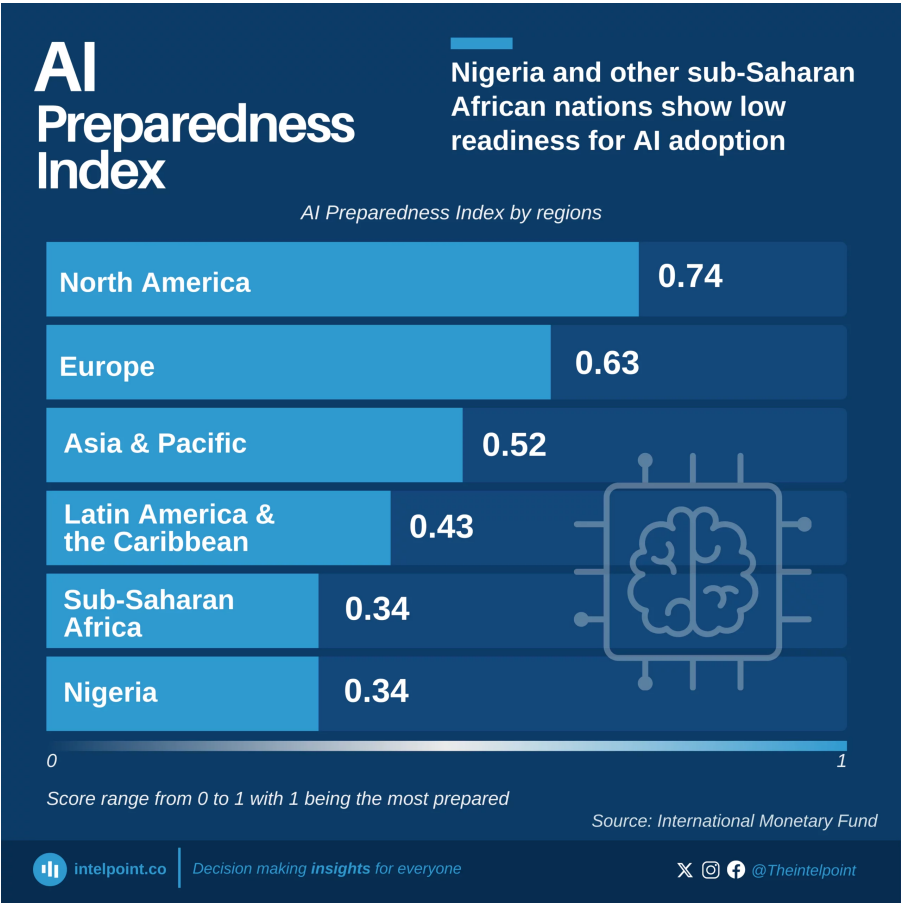 AI
Preparedness
Index
Nigeria and other sub-Saharan
African nations show low
readiness for AI adoption
AI Preparedness Index by regions
North America
0.74
Europe
0.63
Asia & Pacific
0.52
Latin America &
the Caribbean
0.43
Sub-Saharan
Africa
0.34
Nigeria
0.34
0
1
Score range from 0 to 1 with 1 being the most prepared
Source: International Monetary Fund
intelpoint.co
Decision making insights for everyone
@Theintelpoint